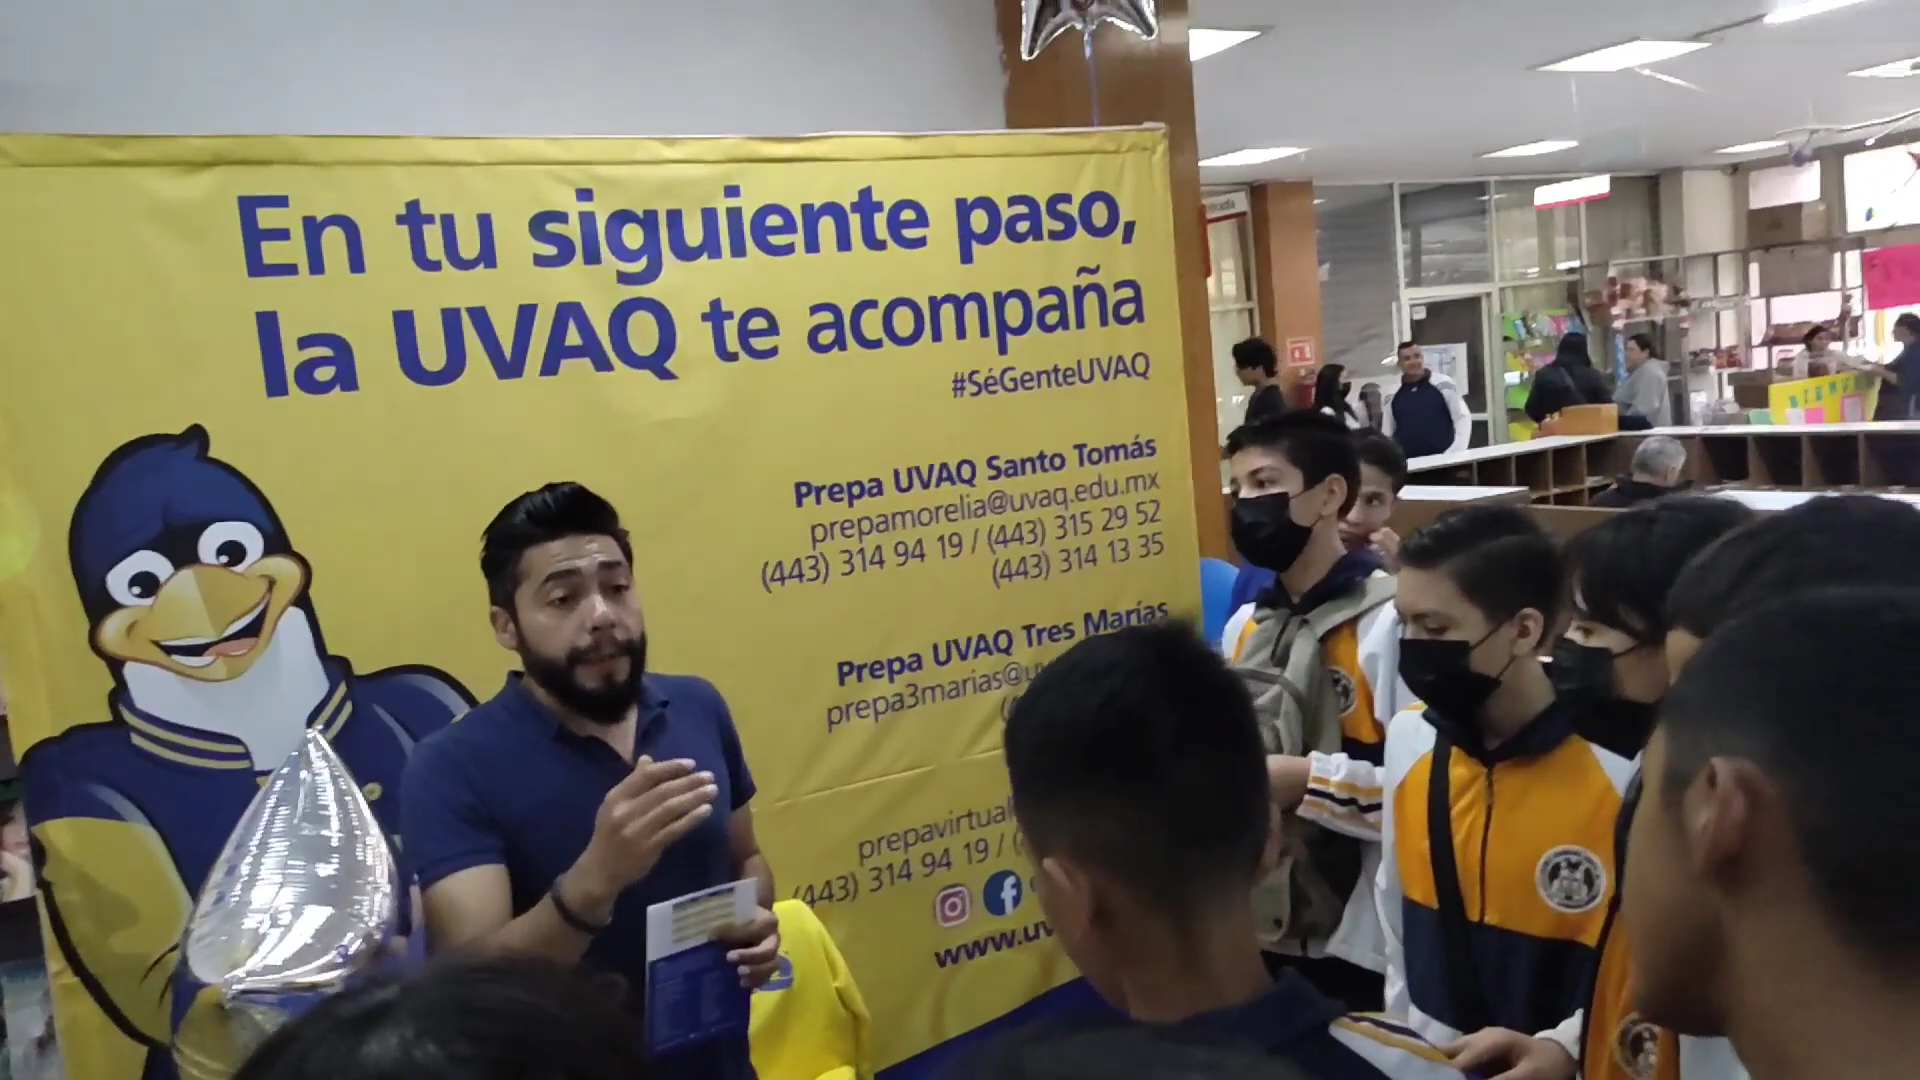 En tu siguiente paso,
la UVAQ te acompaña
#SéGenteUVAQ
Prepa UVAQ Santo Tomás
prepamorelia@uvaq.edu.mx
(443) 314 94 19 / (443) 315 29 52
(443) 314 13 35
Prepa UVAQ Tres Marías
prepa3marias@
prepavirtual
(443) 314 94 19 /
www.uv